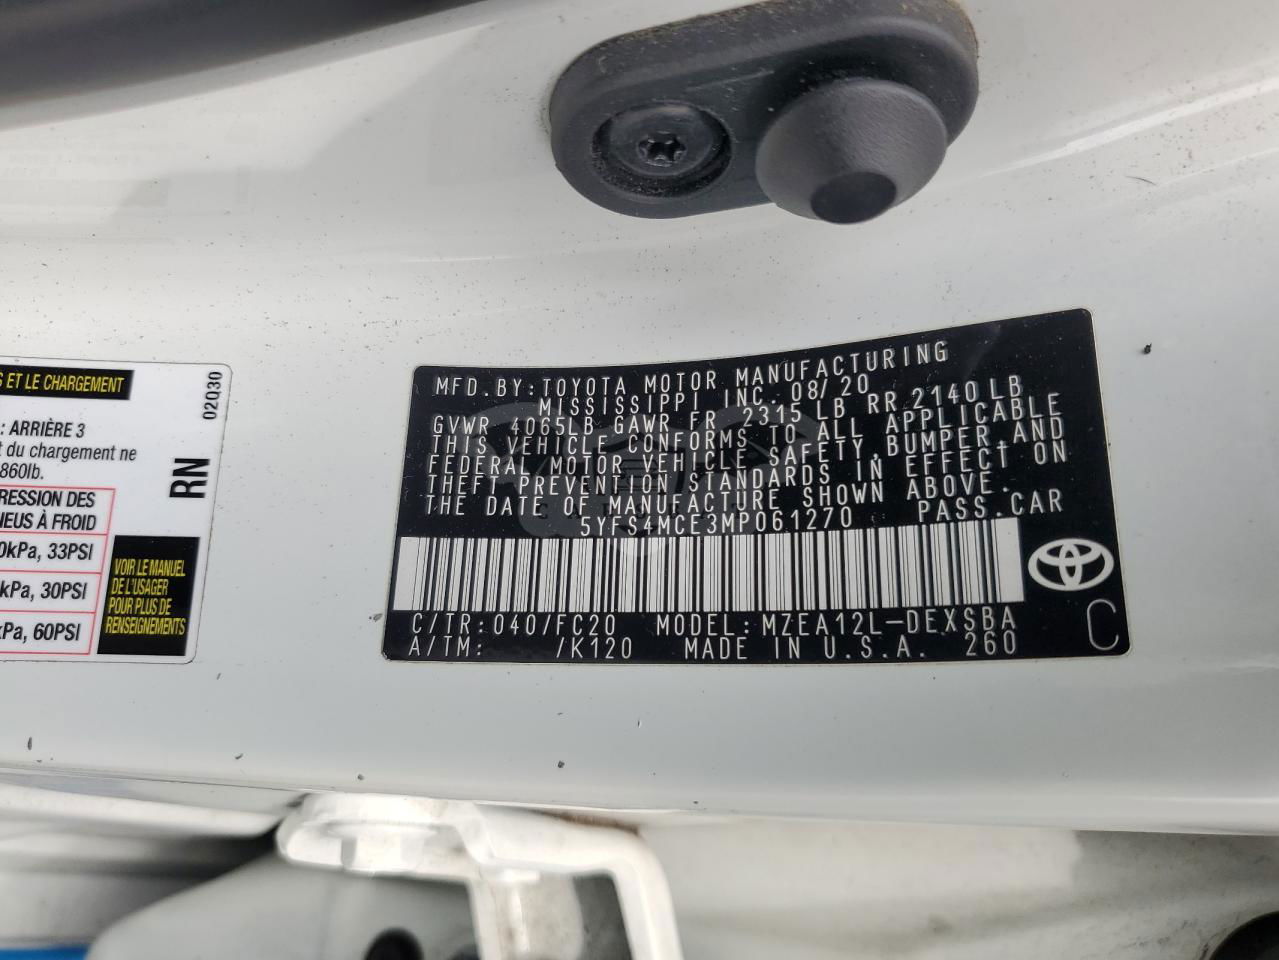 S ET LE CHARGEMENT
: ARRIÈRE 3
t du chargement ne
860lb.
RESSION DES
NEUS À FROID
0kPa, 33PSI
kPa, 30PSI
kPa, 60PSI
VOIR LE MANUEL
DE L'USAGER
POUR PLUS DE
RENSEIGNEMENTS
02Q30
RN
MFD.BY:TOYOTA MOTOR MANUFACTURING
MISSISSIPPI INC. 08/20
GVWR 4065LB GAWR FR 2315 LB RR 2140 LB
THIS VEHICLE CONFORMS TO ALL APPLICABLE
FEDERAL MOTOR VEHICLE SAFETY,BUMPER,AND
THEFT PREVENTION STANDARDS IN EFFECT ON
THE DATE OF MANUFACTURE SHOWN ABOVE.
5YFS4MCE3MP061270 PASS.CAR
C/TR:040/FC20 MODEL:MZEA12L-DEXSBA
A/TM: /K120 MADE IN U.S.A. 260
C